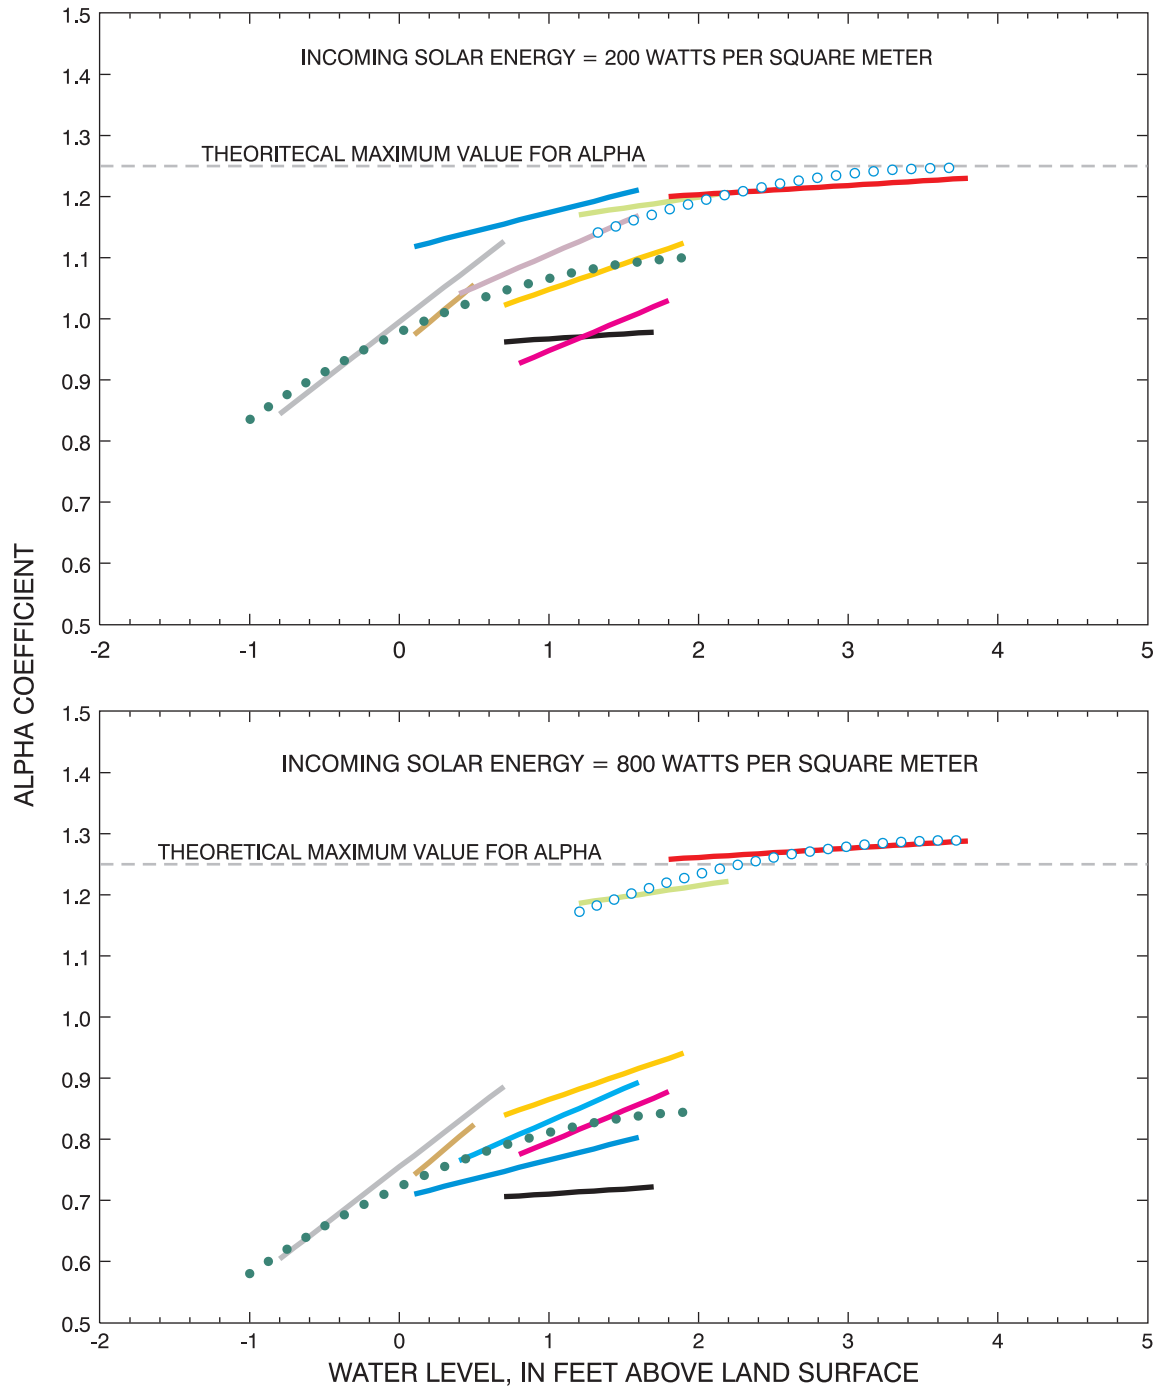 1.5
INCOMING SOLAR ENERGY = 200 WATTS PER SQUARE METER
1.4
1.3
THEORITECAL MAXIMUM VALUE FOR ALPHA
1.2
1.1
1.0
0.9
0.8
0.7
0.6
0.5
-2 -1 0 1 2 3 4 5
ALPHA COEFFICIENT
1.5
INCOMING SOLAR ENERGY = 800 WATTS PER SQUARE METER
1.4
1.3
THEORETICAL MAXIMUM VALUE FOR ALPHA
1.2
1.1
1.0
0.9
0.8
0.7
0.6
0.5
-2 -1 0 1 2 3 4 5
WATER LEVEL, IN FEET ABOVE LAND SURFACE